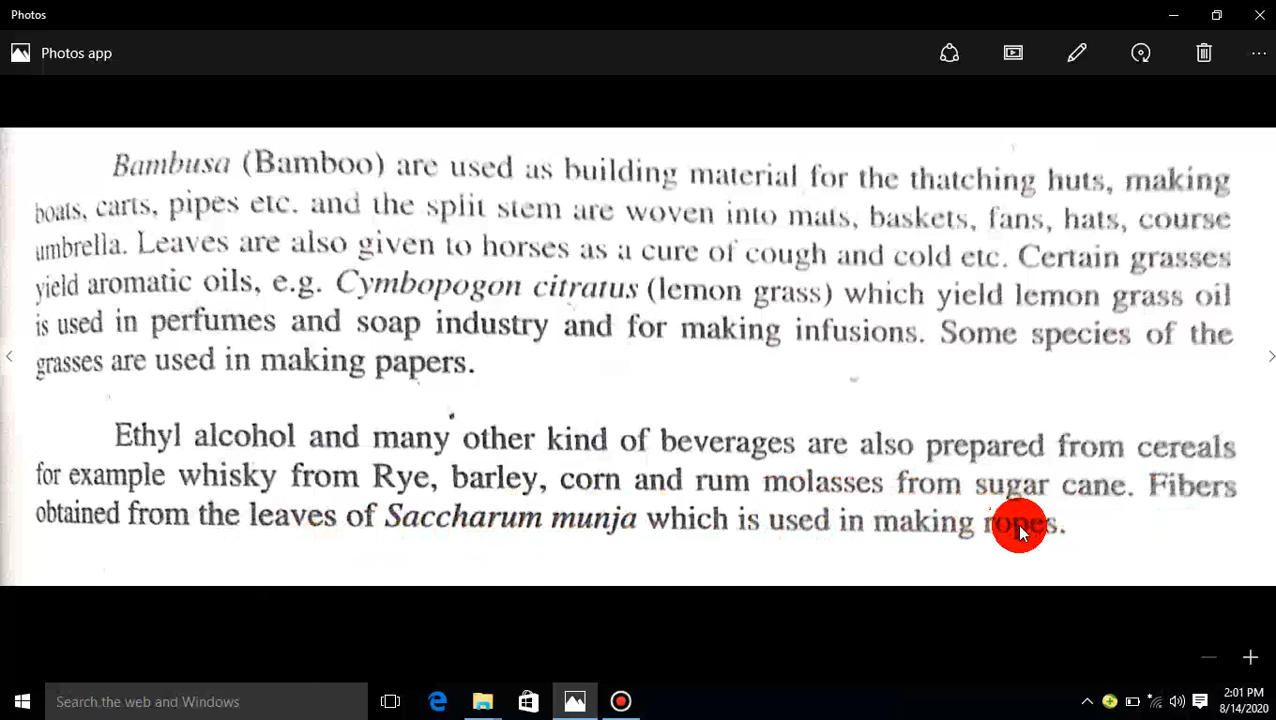 Photos
Photos app
Bambusa (Bamboo) are used as building material for the thatching huts, making
boats, carts, pipes etc. and the split stem are woven into mats, baskets, fans, hats, course
umbrella. Leaves are also given to horses as a cure of cough and cold etc. Certain grasses
yield aromatic oils, e.g. Cymbopogon citratus (lemon grass) which yield lemon grass oil
is used in perfumes and soap industry and for making infusions. Some species of the
grasses are used in making papers.
Ethyl alcohol and many other kind of beverages are also prepared from cereals
for example whisky from Rye, barley, corn and rum molasses from sugar cane. Fibers
obtained from the leaves of Saccharum munja which is used in making ropes.
Search the web and Windows
2:01 PM
8/14/2020